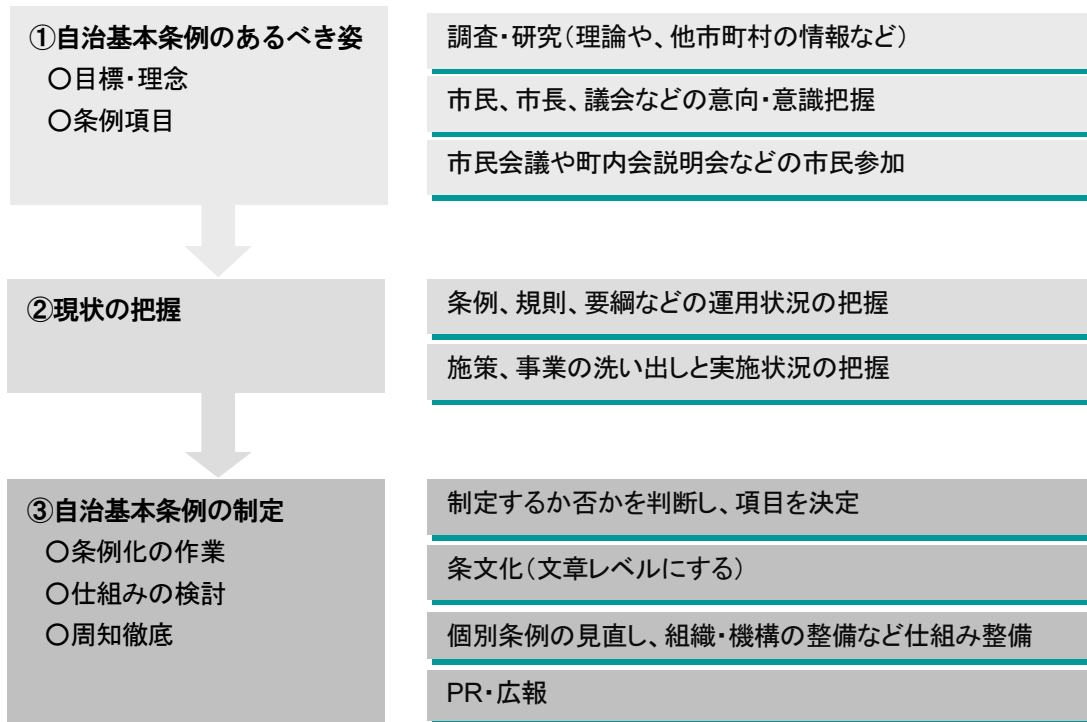 ①自治基本条例のあるべき姿
〇目標・理念
〇条例項目
調査・研究(理論や、他市町村の情報など)
市民、市長、議会などの意向・意識把握
市民会議や町内会説明会などの市民参加
②現状の把握
条例、規則、要綱などの運用状況の把握
施策、事業の洗い出しと実施状況の把握
③自治基本条例の制定
〇条例化の作業
〇仕組みの検討
〇周知徹底
制定するか否かを判断し、項目を決定
条文化(文章レベルにする)
個別条例の見直し、組織・機構の整備など仕組み整備
PR・広報